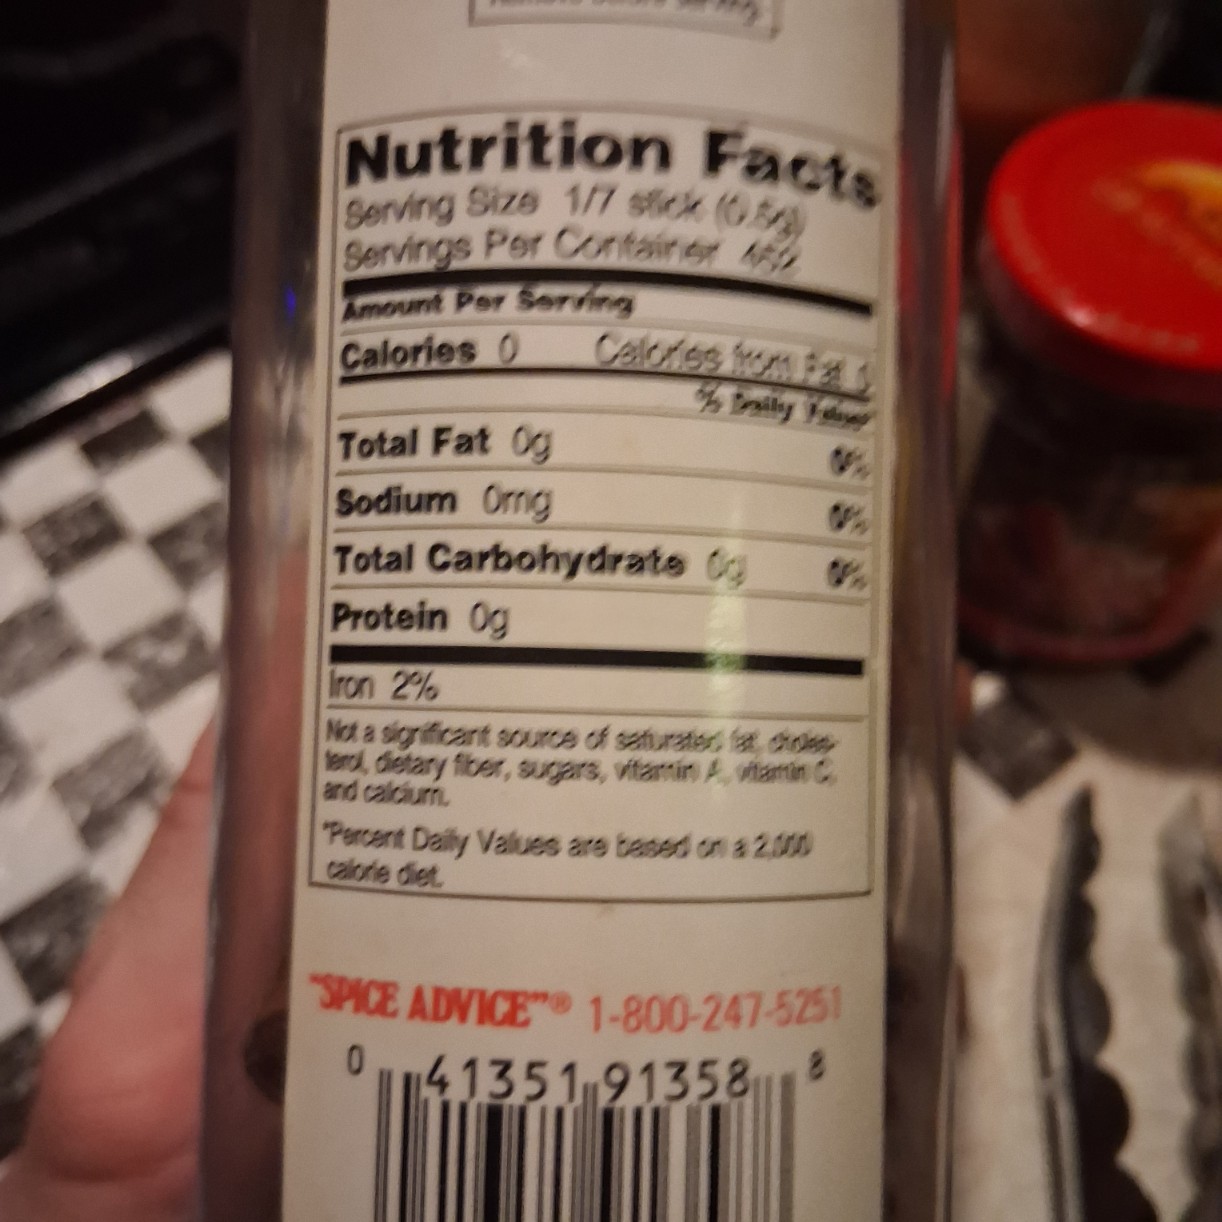 Nutrition Facts
Serving Size 1/7 stick (0.5g)
Servings Per Container
Amount Per Serving
Calories 0 Calories from Fat
% Daily Value*
Total Fat 0g 0%
Sodium 0mg 0%
Total Carbohydrate 0g 0%
Protein 0g
Iron 2%
Not a significant source of saturated fat, choles-
terol, dietary fiber, sugars, vitamin A, vitamin C,
and calcium.
*Percent Daily Values are based on a 2,000
calorie diet.
"SPICE ADVICE"® 1-800-247-5251
0 41351 91358 8